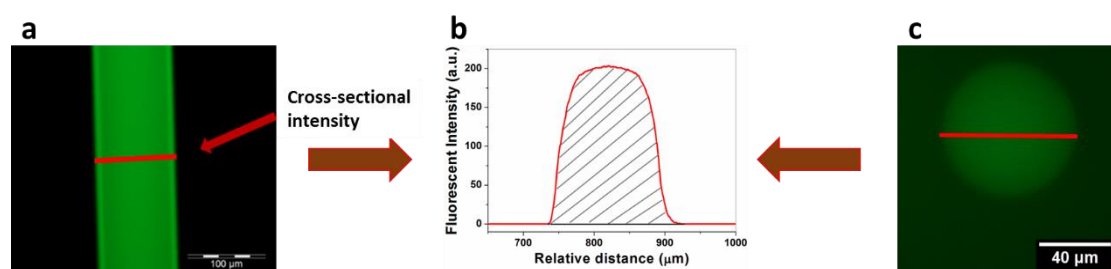 a
Cross-sectional
intensity
100 µm
b
Fluorescent Intensity (a.u.)
200
150
100
50
0
700
800
900
1000
Relative distance (µm)
c
40 µm